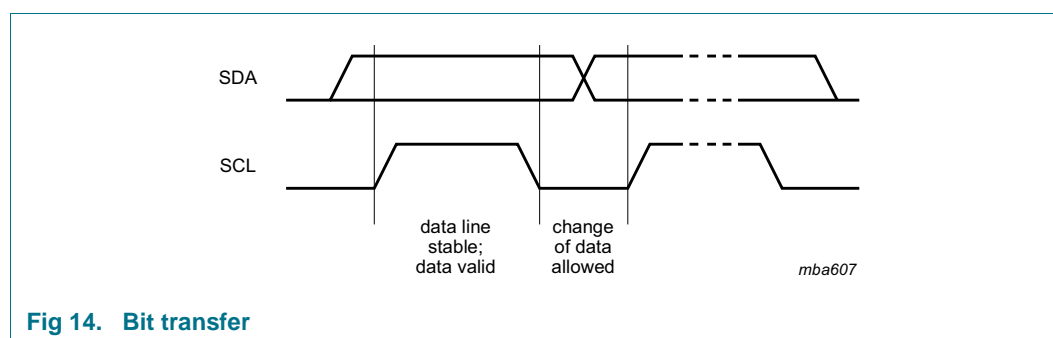 SDA
SCL
data line
stable;
data valid
change
of data
allowed
mba607
Fig 14. Bit transfer